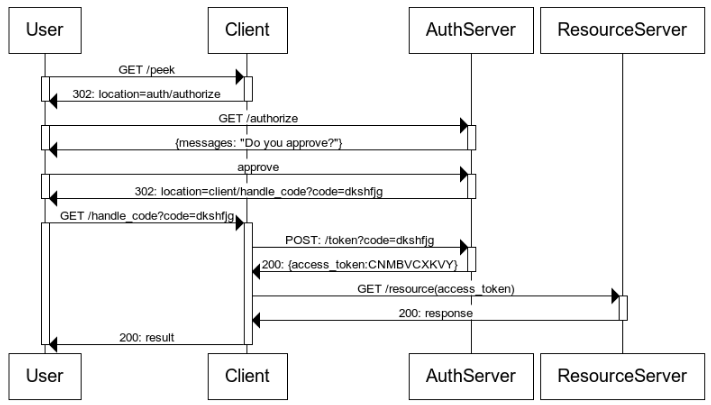 User
Client
AuthServer
ResourceServer
GET /peek
302: location=auth/authorize
GET /authorize
{messages: "Do you approve?"}
approve
302: location=client/handle_code?code=dkshfjg
GET /handle_code?code=dkshfjg
POST: /token?code=dkshfjg
200: {access_token:CNMBVCXKVY}
GET /resource(access_token)
200: response
200: result
User
Client
AuthServer
ResourceServer